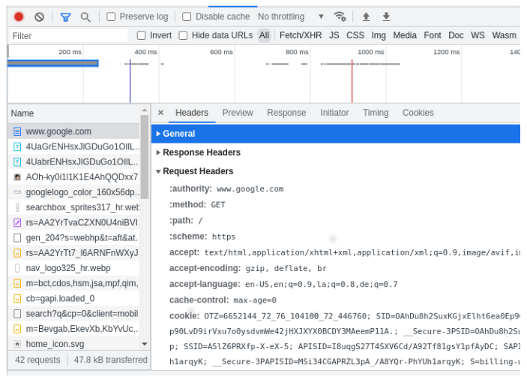 Preserve log Disable cache No throttling
Filter Invert Hide data URLs All Fetch/XHR JS CSS Img Media Font Doc WS Wasm
200 ms 400 ms 600 ms 800 ms 1000 ms 1200 ms 140
Name
www.google.com
4UaGrENHsxJlGDuGo1OIlL...
4UabrENHsxJlGDuGo1OIlL...
AOh-ky0i1l1K1E4AhQQDxx7
googlelogo_color_160x56dp...
searchbox_sprites317_hr.web
rs=AA2YrTvaCZXN0U4niBVI
gen_204?s=webhp&t=aft&at.
rs=AA2YrTt7_l6ARNFnWXyJ
nav_logo325_hr.webp
m=bct,cdos,hsm,jsa,mpf,qim,
cb=gapi.loaded_0
search?q&cp=0&client=mobil
m=Bevgab,EkevXb,KbYvUc,.
home_icon.svg
42 requests 47.8 kB transferred
× Headers Preview Response Initiator Timing Cookies
General
Response Headers
Request Headers
:authority: www.google.com
:method: GET
:path: /
:scheme: https
accept: text/html,application/xhtml+xml,application/xml;q=0.9,image/avif,im
accept-encoding: gzip, deflate, br
accept-language: en-US,en;q=0.9,la;q=0.8,de;q=0.7
cache-control: max-age=0
cookie: OTZ=6652144_72_76_104100_72_446760; SID=OAhDu8h2SuxKGjxElht6ea0Ep9
p90LvD9irVxu7o0ysdvmWe42jHXJXYX0BCDY3MAeemP11A.; __Secure-3PSID=OAhDu8h2Su
p; SSID=A5lZ6PRXfp-X-eX-5; APISID=I8uqgS27T4SXV6Cd/A92Tf81gsY1pfAyDC; SAPI
h1arqyK; __Secure-3PAPISID=MSi34CGAPRZL3pA_/A8YQr-PhYUh1arqyK; S=billing-u